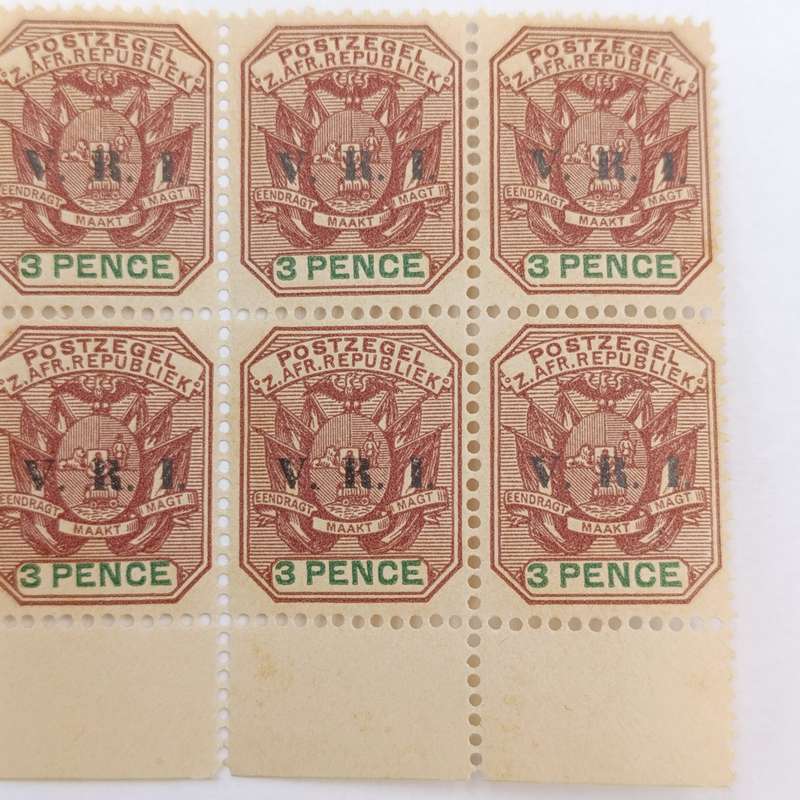 POSTZEGEL
Z. AFR. REPUBLIEK
V. R. I.
EENDRAGT MAAKT MAGT
3 PENCE
POSTZEGEL
Z. AFR. REPUBLIEK
V. R. I.
EENDRAGT MAAKT MAGT
3 PENCE
POSTZEGEL
Z. AFR. REPUBLIEK
V. R. I.
EENDRAGT MAAKT MAGT
3 PENCE
POSTZEGEL
Z. AFR. REPUBLIEK
V. R. I.
EENDRAGT MAAKT MAGT
3 PENCE
POSTZEGEL
Z. AFR. REPUBLIEK
V. R. I.
EENDRAGT MAAKT MAGT
3 PENCE
POSTZEGEL
Z. AFR. REPUBLIEK
V. R. I.
EENDRAGT MAAKT MAGT
3 PENCE